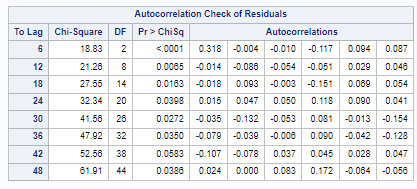 Autocorrelation Check of Residuals
To Lag Chi-Square DF Pr > ChiSq Autocorrelations
6 18.83 2 <.0001 0.318 -0.004 -0.010 -0.117 0.094 0.087
12 21.26 8 0.0065 -0.014 -0.086 -0.054 -0.051 0.029 0.046
18 27.55 14 0.0163 -0.018 0.093 -0.003 -0.151 0.069 0.054
24 32.34 20 0.0398 0.015 0.047 0.050 0.118 0.090 0.041
30 41.56 26 0.0272 -0.035 -0.132 -0.053 0.081 -0.013 -0.154
36 47.92 32 0.0350 -0.079 -0.039 -0.006 0.090 -0.042 -0.128
42 52.56 38 0.0583 -0.107 -0.078 0.037 0.045 0.028 0.047
48 61.91 44 0.0386 0.024 0.000 0.083 0.172 -0.064 -0.056